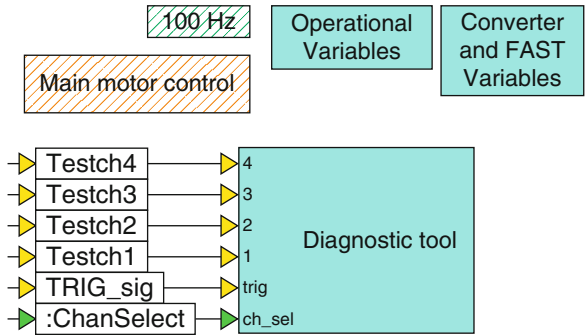 100 Hz
Operational
Variables
Converter
and FAST
Variables
Main motor control
Testch4
4
Testch3
3
Testch2
2
Testch1
1
Diagnostic tool
TRIG_sig
trig
:ChanSelect
ch_sel